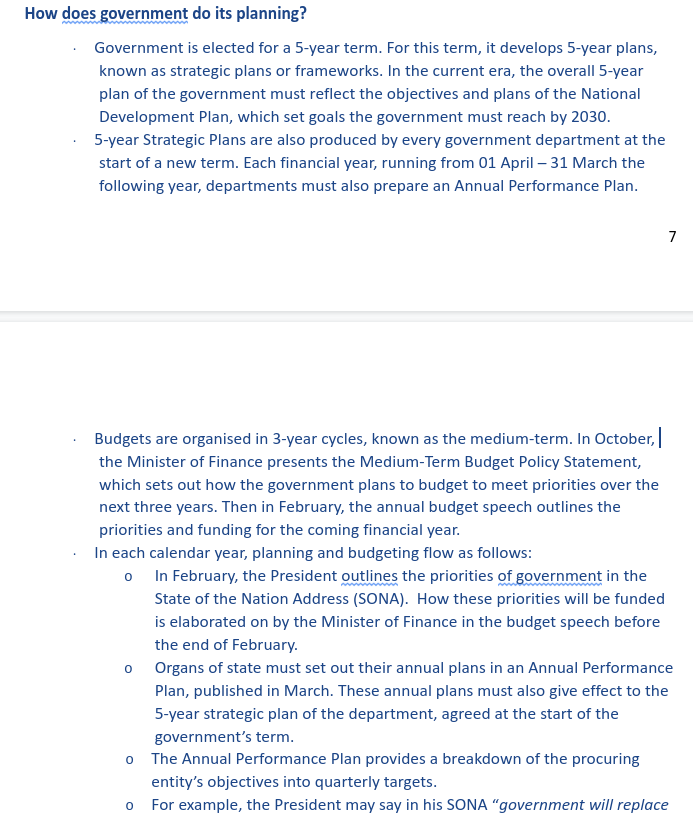 How does government do its planning?
· Government is elected for a 5-year term. For this term, it develops 5-year plans,
known as strategic plans or frameworks. In the current era, the overall 5-year
plan of the government must reflect the objectives and plans of the National
Development Plan, which set goals the government must reach by 2030.
· 5-year Strategic Plans are also produced by every government department at the
start of a new term. Each financial year, running from 01 April – 31 March the
following year, departments must also prepare an Annual Performance Plan.
7
· Budgets are organised in 3-year cycles, known as the medium-term. In October,
the Minister of Finance presents the Medium-Term Budget Policy Statement,
which sets out how the government plans to budget to meet priorities over the
next three years. Then in February, the annual budget speech outlines the
priorities and funding for the coming financial year.
· In each calendar year, planning and budgeting flow as follows:
o In February, the President outlines the priorities of government in the
State of the Nation Address (SONA).  How these priorities will be funded
is elaborated on by the Minister of Finance in the budget speech before
the end of February.
o Organs of state must set out their annual plans in an Annual Performance
Plan, published in March. These annual plans must also give effect to the
5-year strategic plan of the department, agreed at the start of the
government’s term.
o The Annual Performance Plan provides a breakdown of the procuring
entity’s objectives into quarterly targets.
o For example, the President may say in his SONA “government will replace